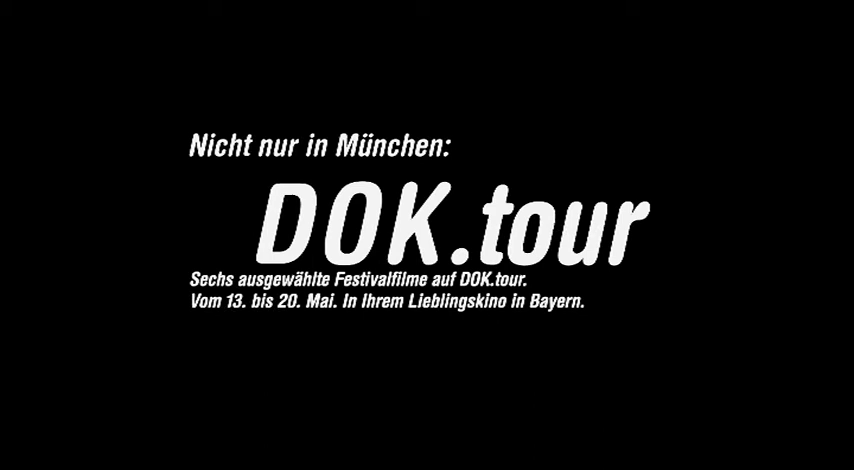 Nicht nur in München:
DOK.tour
Sechs ausgewählte Festivalfilme auf DOK.tour.
Vom 13. bis 20. Mai. In Ihrem Lieblingskino in Bayern.